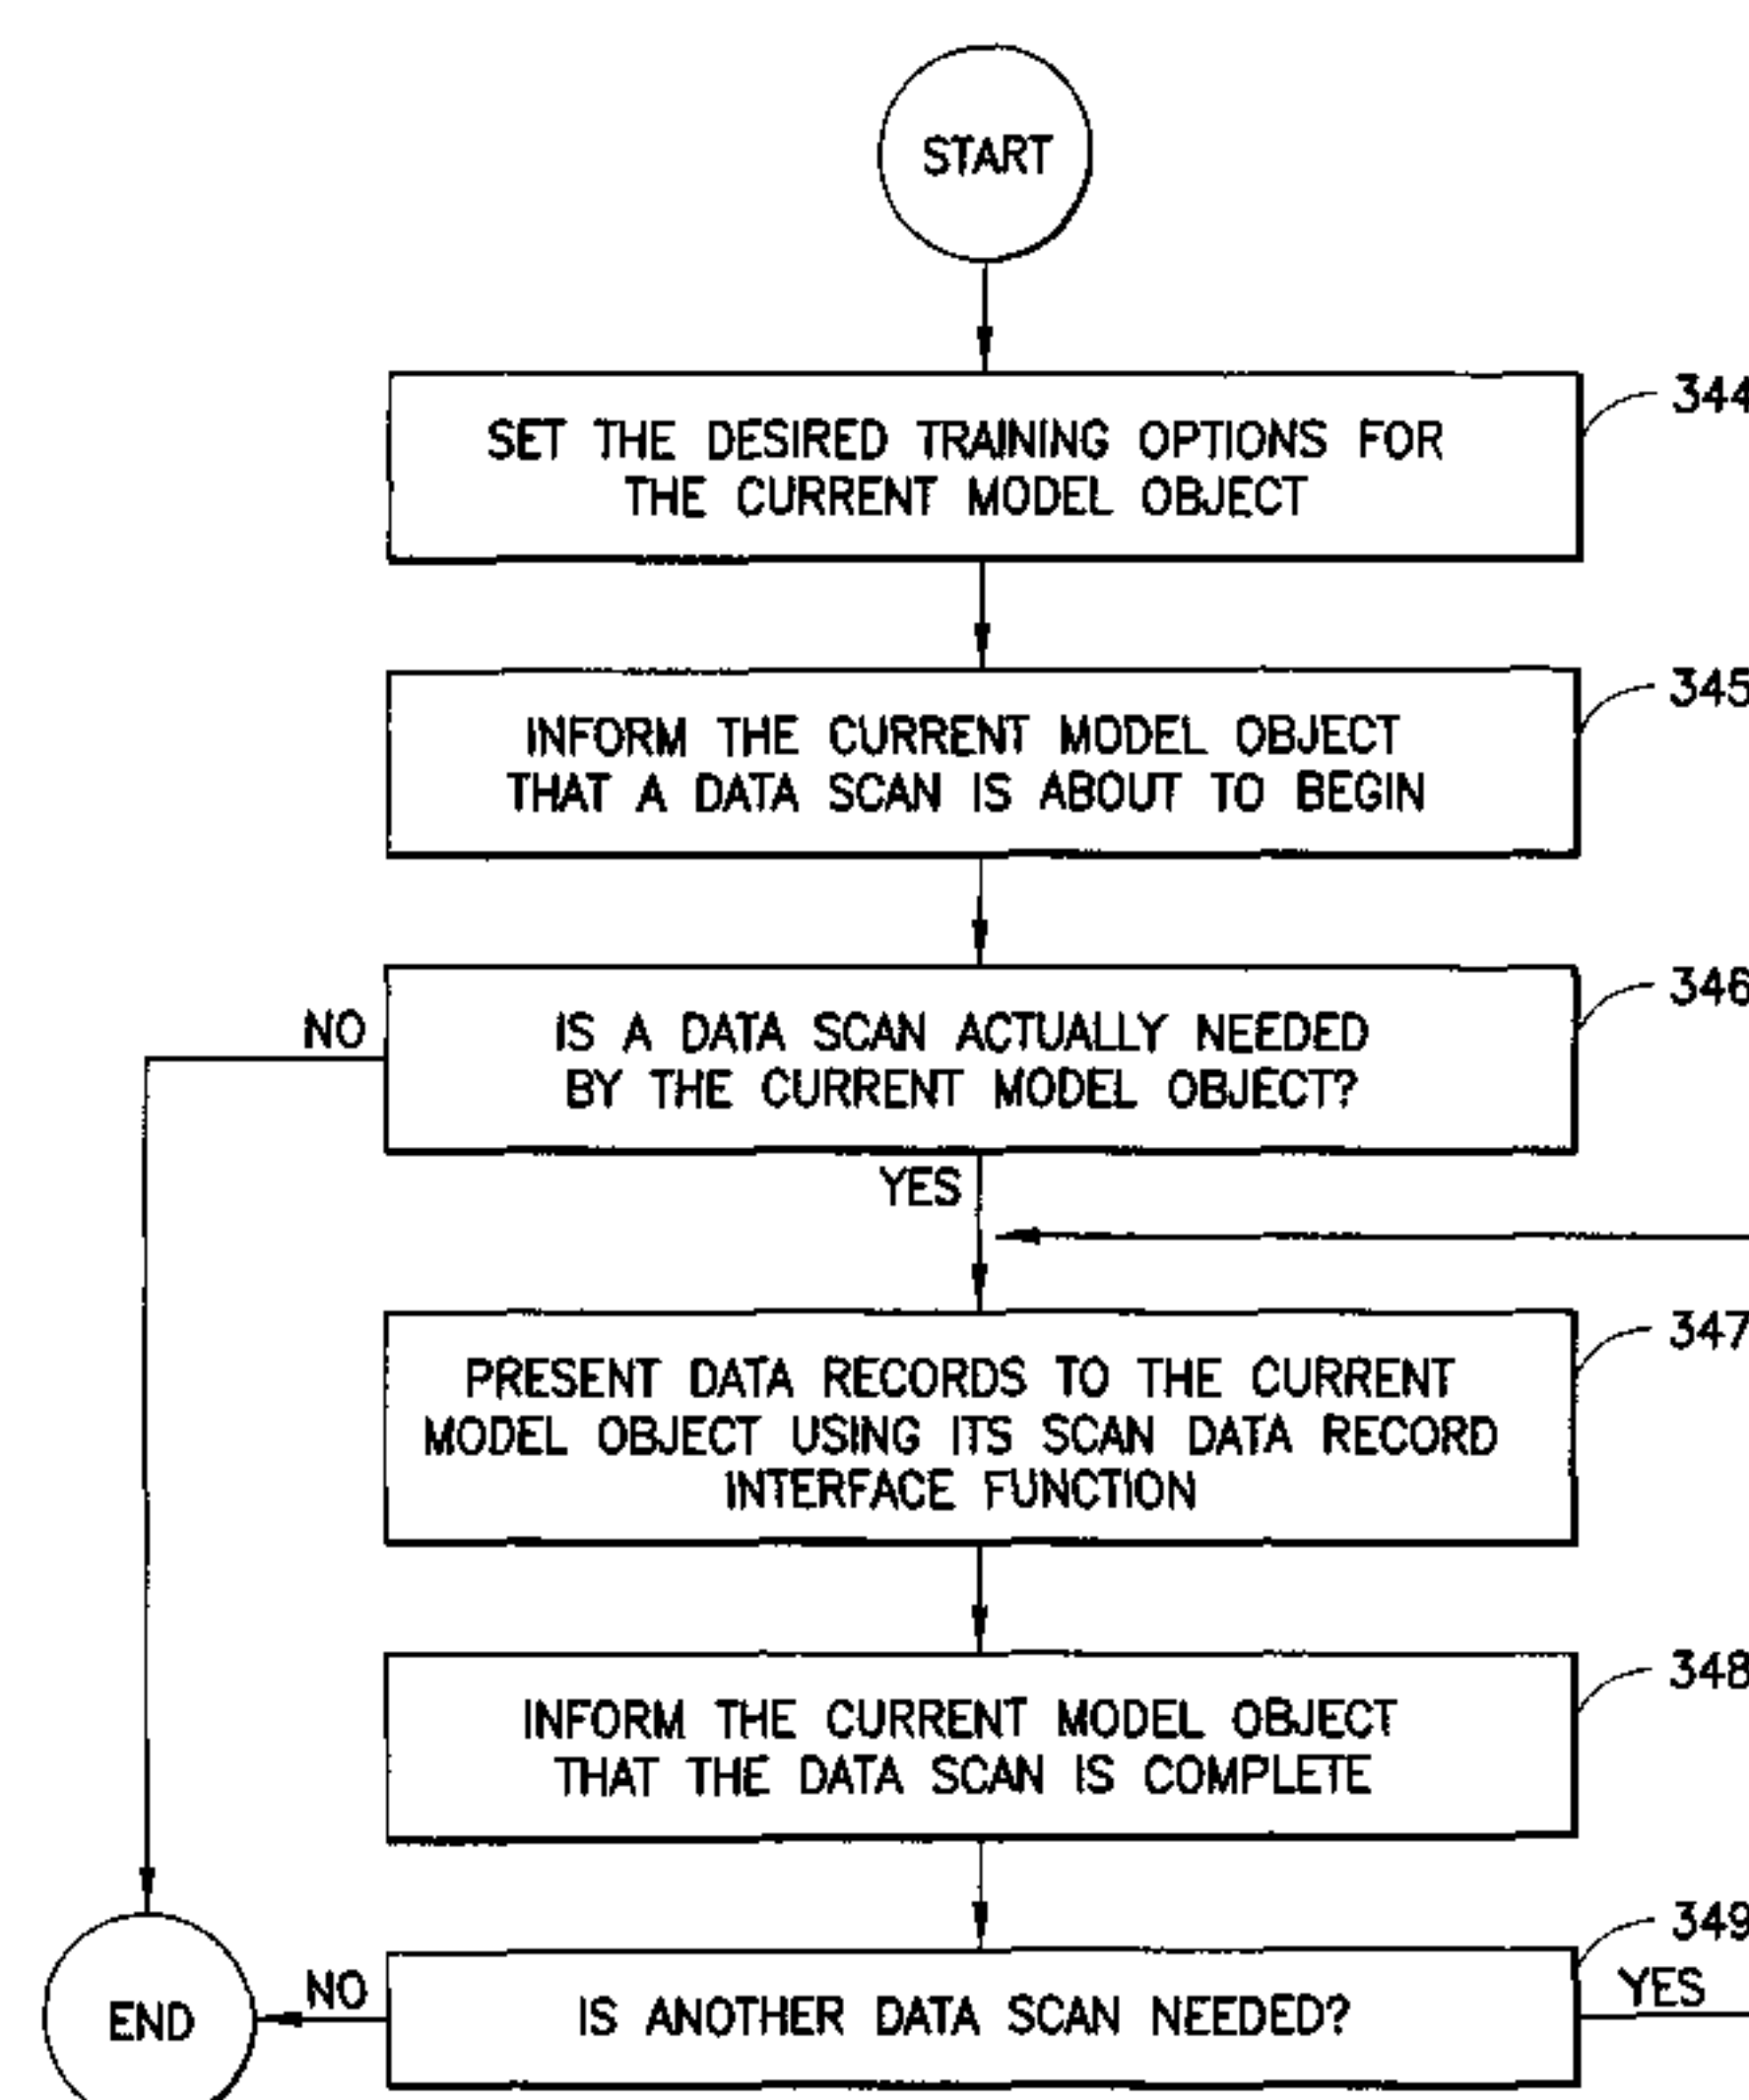 START
344
SET THE DESIRED TRAINING OPTIONS FOR
THE CURRENT MODEL OBJECT
345
INFORM THE CURRENT MODEL OBJECT
THAT A DATA SCAN IS ABOUT TO BEGIN
346
NO
IS A DATA SCAN ACTUALLY NEEDED
BY THE CURRENT MODEL OBJECT?
YES
347
PRESENT DATA RECORDS TO THE CURRENT
MODEL OBJECT USING ITS SCAN DATA RECORD
INTERFACE FUNCTION
348
INFORM THE CURRENT MODEL OBJECT
THAT THE DATA SCAN IS COMPLETE
349
NO
YES
END
IS ANOTHER DATA SCAN NEEDED?